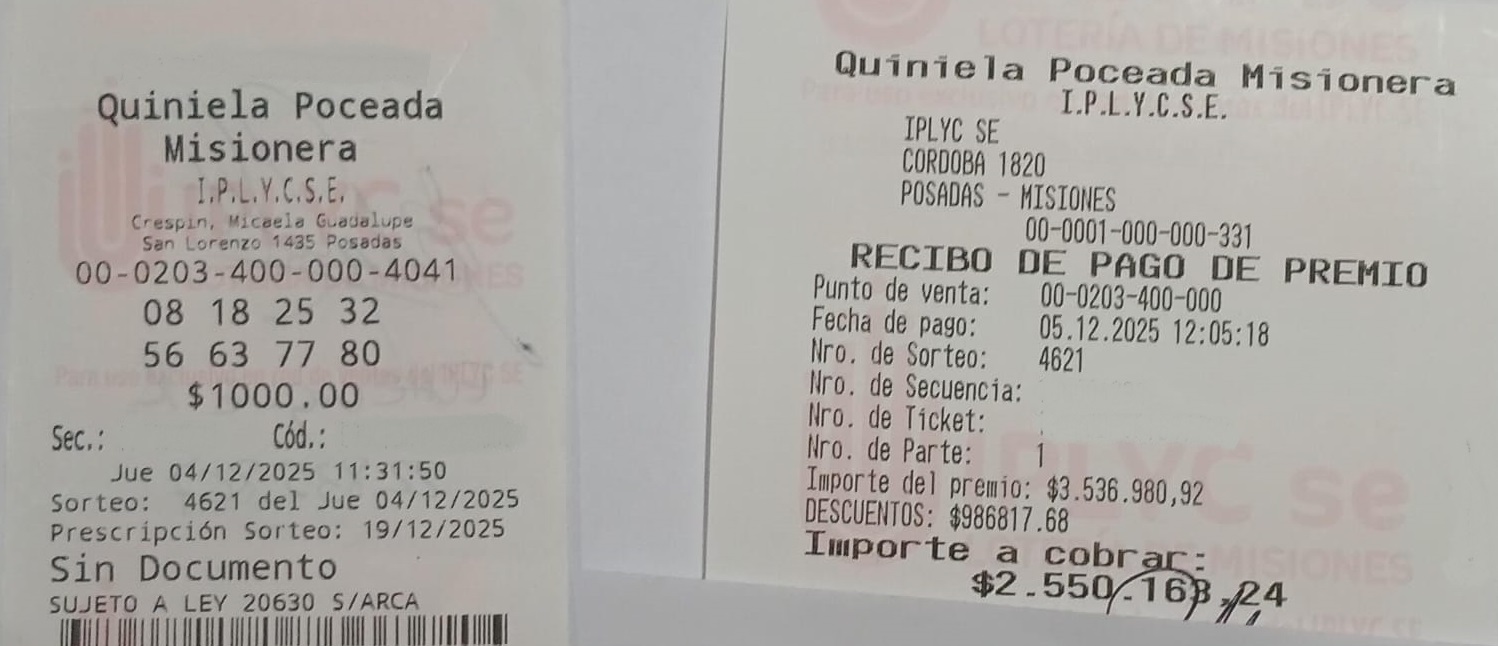 Quiniela Poceada
Misionera
I.P.L.Y.C.S.E.
Crespin, Micaela Guadalupe
San Lorenzo 1435 Posadas
00-0203-400-000-4041
08 18 25 32
56 63 77 80
$1000.00
Sec.: Cód.:
Jue 04/12/2025 11:31:50
Sorteo: 4621 del Jue 04/12/2025
Prescripción Sorteo: 19/12/2025
Sin Documento
SUJETO A LEY 20630 S/ARCA
LOTERÍA DE MISIONES
Quiniela Poceada Misionera
I.P.L.Y.C.S.E.
IPLYC SE
CORDOBA 1820
POSADAS - MISIONES
00-0001-000-000-331
RECIBO DE PAGO DE PREMIO
Punto de venta: 00-0203-400-000
Fecha de pago: 05.12.2025 12:05:18
Nro. de Sorteo: 4621
Nro. de Secuencia:
Nro. de Ticket:
Nro. de Parte: 1
Importe del premio: $3.536.980,92
DESCUENTOS: $986817.68
Importe a cobrar:
$2.550.163,24